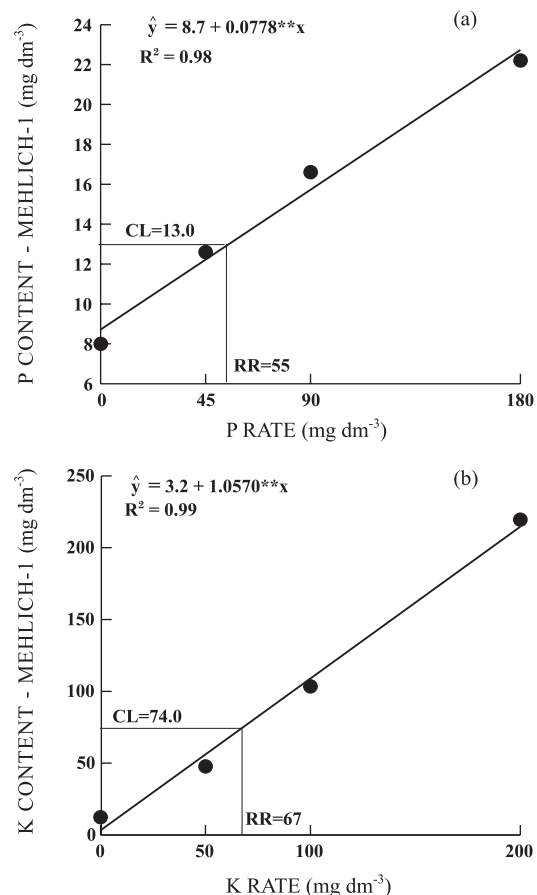 (a)
ŷ = 8.7 + 0.0778**x
R² = 0.98
P CONTENT - MEHLICH-1 (mg dm⁻³)
24
22
20
18
16
14
12
10
8
6
CL=13.0
RR=55
0 45 90 180
P RATE (mg dm⁻³)
(b)
ŷ = 3.2 + 1.0570**x
R² = 0.99
K CONTENT - MEHLICH-1 (mg dm⁻³)
250
200
150
100
50
0
CL=74.0
RR=67
0 50 100 200
K RATE (mg dm⁻³)